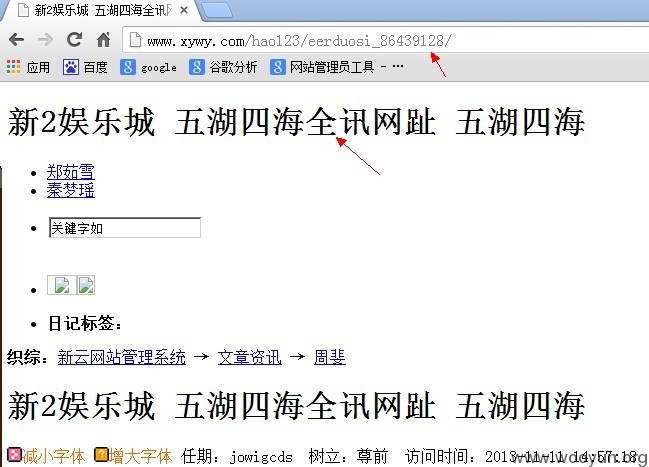 新2娱乐城 五湖四海全讯网
www.xywy.com/hao123/eerduosi_86439128/
应用 百度 google 谷歌分析 网站管理员工具 - …
新2娱乐城 五湖四海全讯网趾 五湖四海
郑茹雪
秦梦瑶
关键字如
日记标签:
织综: 新云网站管理系统 → 文章资讯 → 周斐
新2娱乐城 五湖四海全讯网趾 五湖四海
减小字体 增大字体 任期: jowigcds 树立: 尊前 访问时间: 2013-11-11 14:57:18
www.wooyun.org